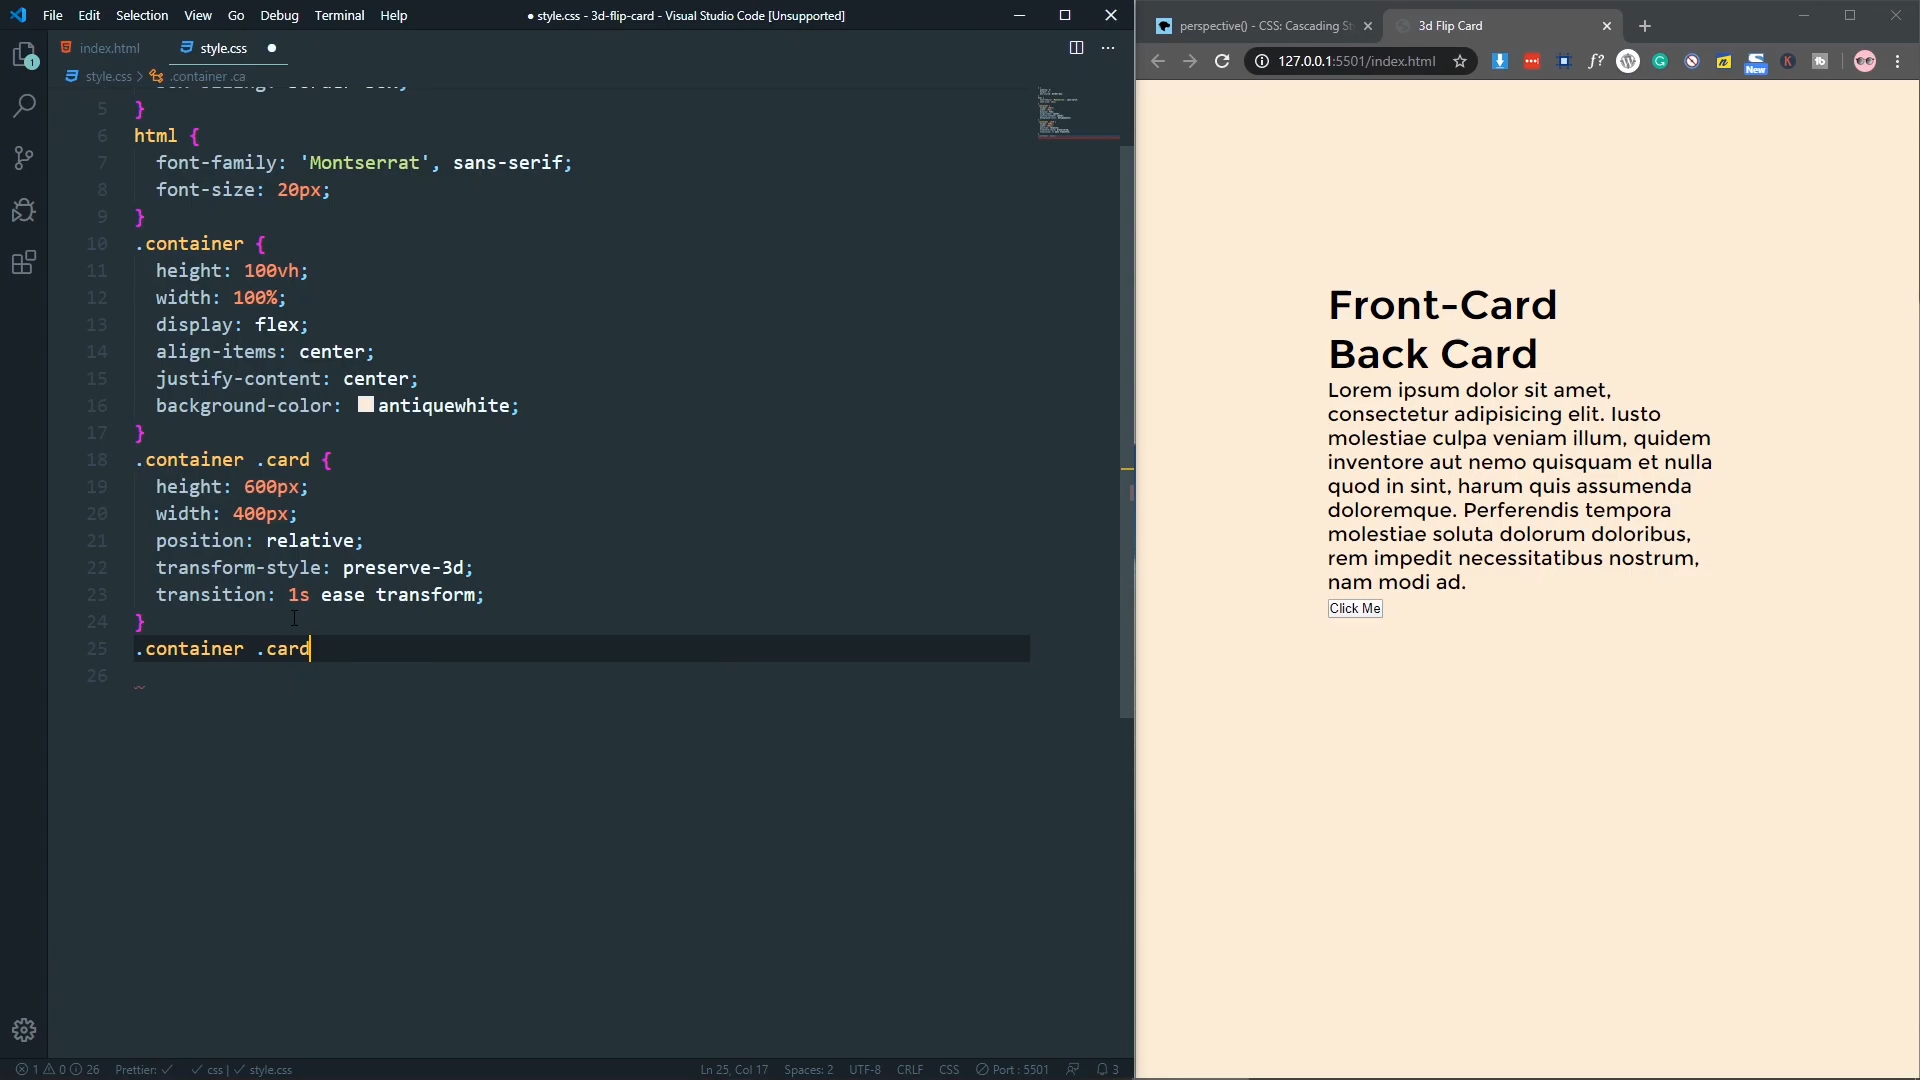 File Edit Selection View Go Debug Terminal Help
● style.css - 3d-flip-card - Visual Studio Code [Unsupported]
index.html
style.css ●
style.css > .container .ca
5 }
6 html {
7 font-family: 'Montserrat', sans-serif;
8 font-size: 20px;
9 }
10 .container {
11 height: 100vh;
12 width: 100%;
13 display: flex;
14 align-items: center;
15 justify-content: center;
16 background-color: antiquewhite;
17 }
18 .container .card {
19 height: 600px;
20 width: 400px;
21 position: relative;
22 transform-style: preserve-3d;
23 transition: 1s ease transform;
24 }
25 .container .card
26
1 0 26 Prettier: ✓ ✓ css | ✓ style.css
Ln 25, Col 17 Spaces: 2 UTF-8 CRLF CSS Port : 5501 3
perspective() - CSS: Cascading St
3d Flip Card
127.0.0.1:5501/index.html
New
Front-Card
Back Card
Lorem ipsum dolor sit amet,
consectetur adipisicing elit. Iusto
molestiae culpa veniam illum, quidem
inventore aut nemo quisquam et nulla
quod in sint, harum quis assumenda
doloremque. Perferendis tempora
molestiae soluta dolorum doloribus,
rem impedit necessitatibus nostrum,
nam modi ad.
Click Me